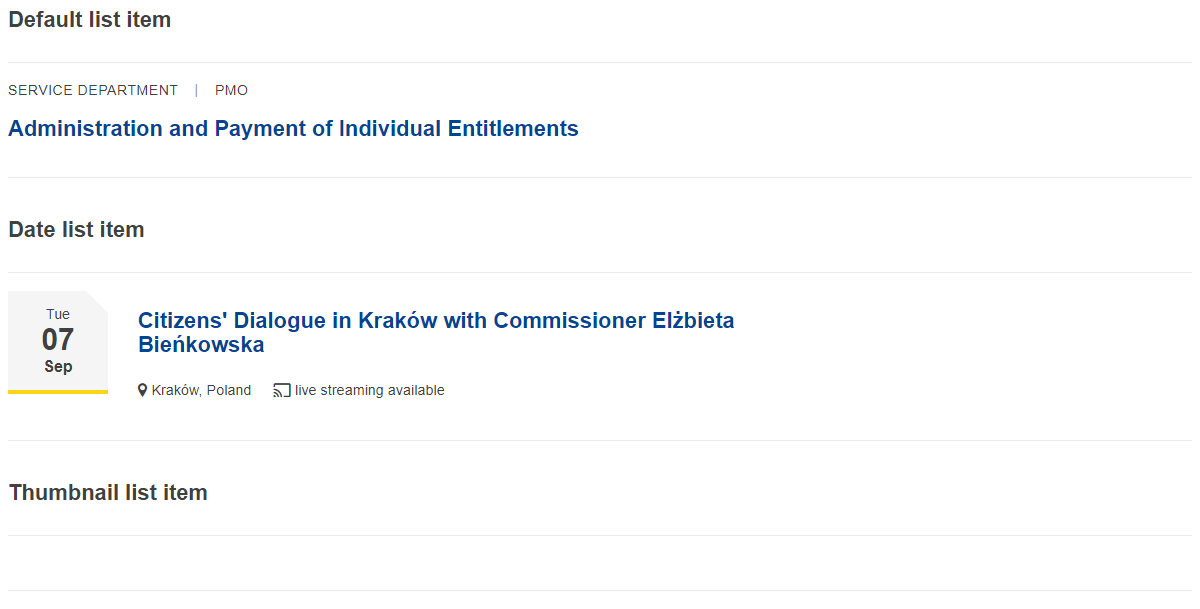 Default list item
SERVICE DEPARTMENT | PMO
Administration and Payment of Individual Entitlements
Date list item
Tue
07
Sep
Citizens' Dialogue in Kraków with Commissioner Elżbieta
Bieńkowska
Kraków, Poland live streaming available
Thumbnail list item